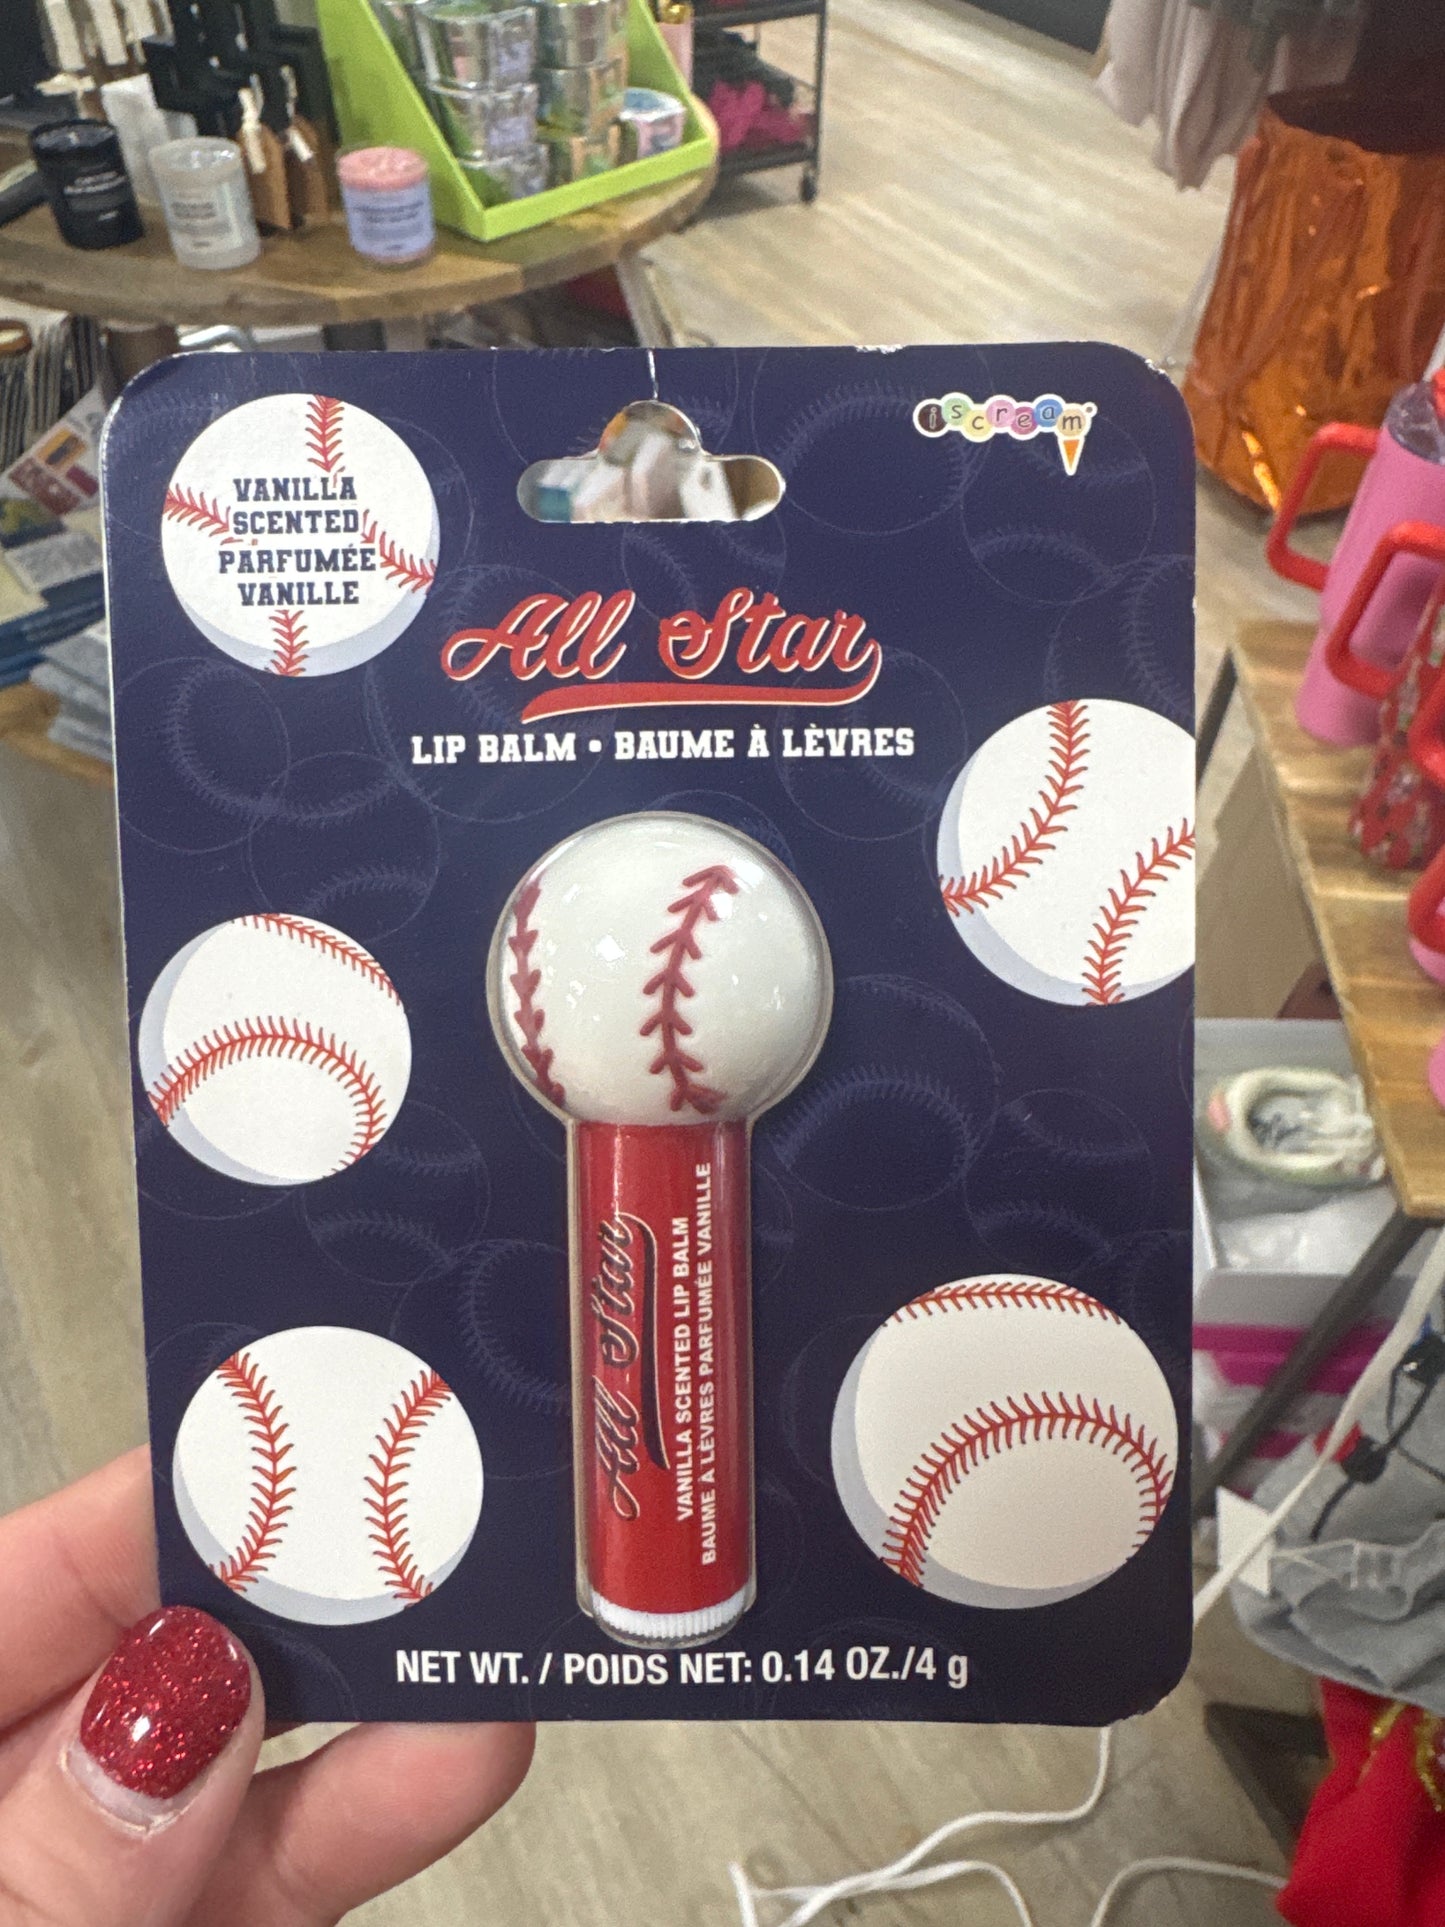 iscream
VANILLA
SCENTED
PARFUMÉE
VANILLE
All Star
LIP BALM • BAUME À LÈVRES
All Star
VANILLA SCENTED LIP BALM
BAUME À LÈVRES PARFUMÉE VANILLE
NET WT. / POIDS NET: 0.14 OZ./4 g